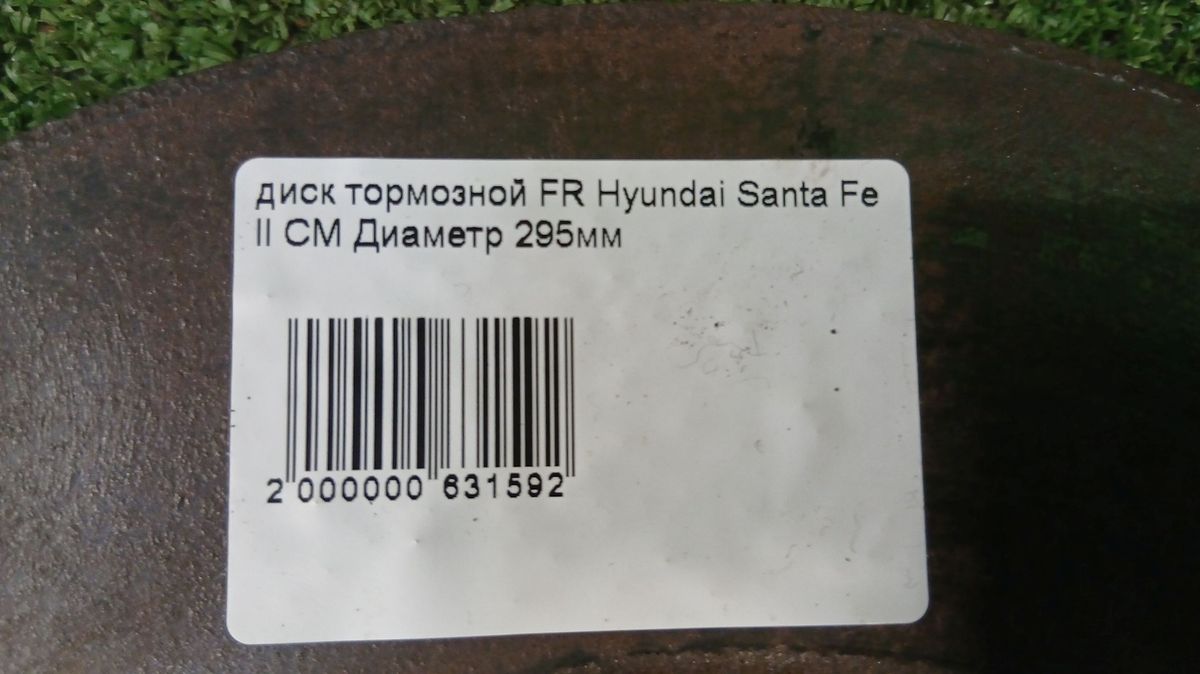 диск тормозной FR Hyundai Santa Fe
II CM Диаметр 295мм
2 000000 631592